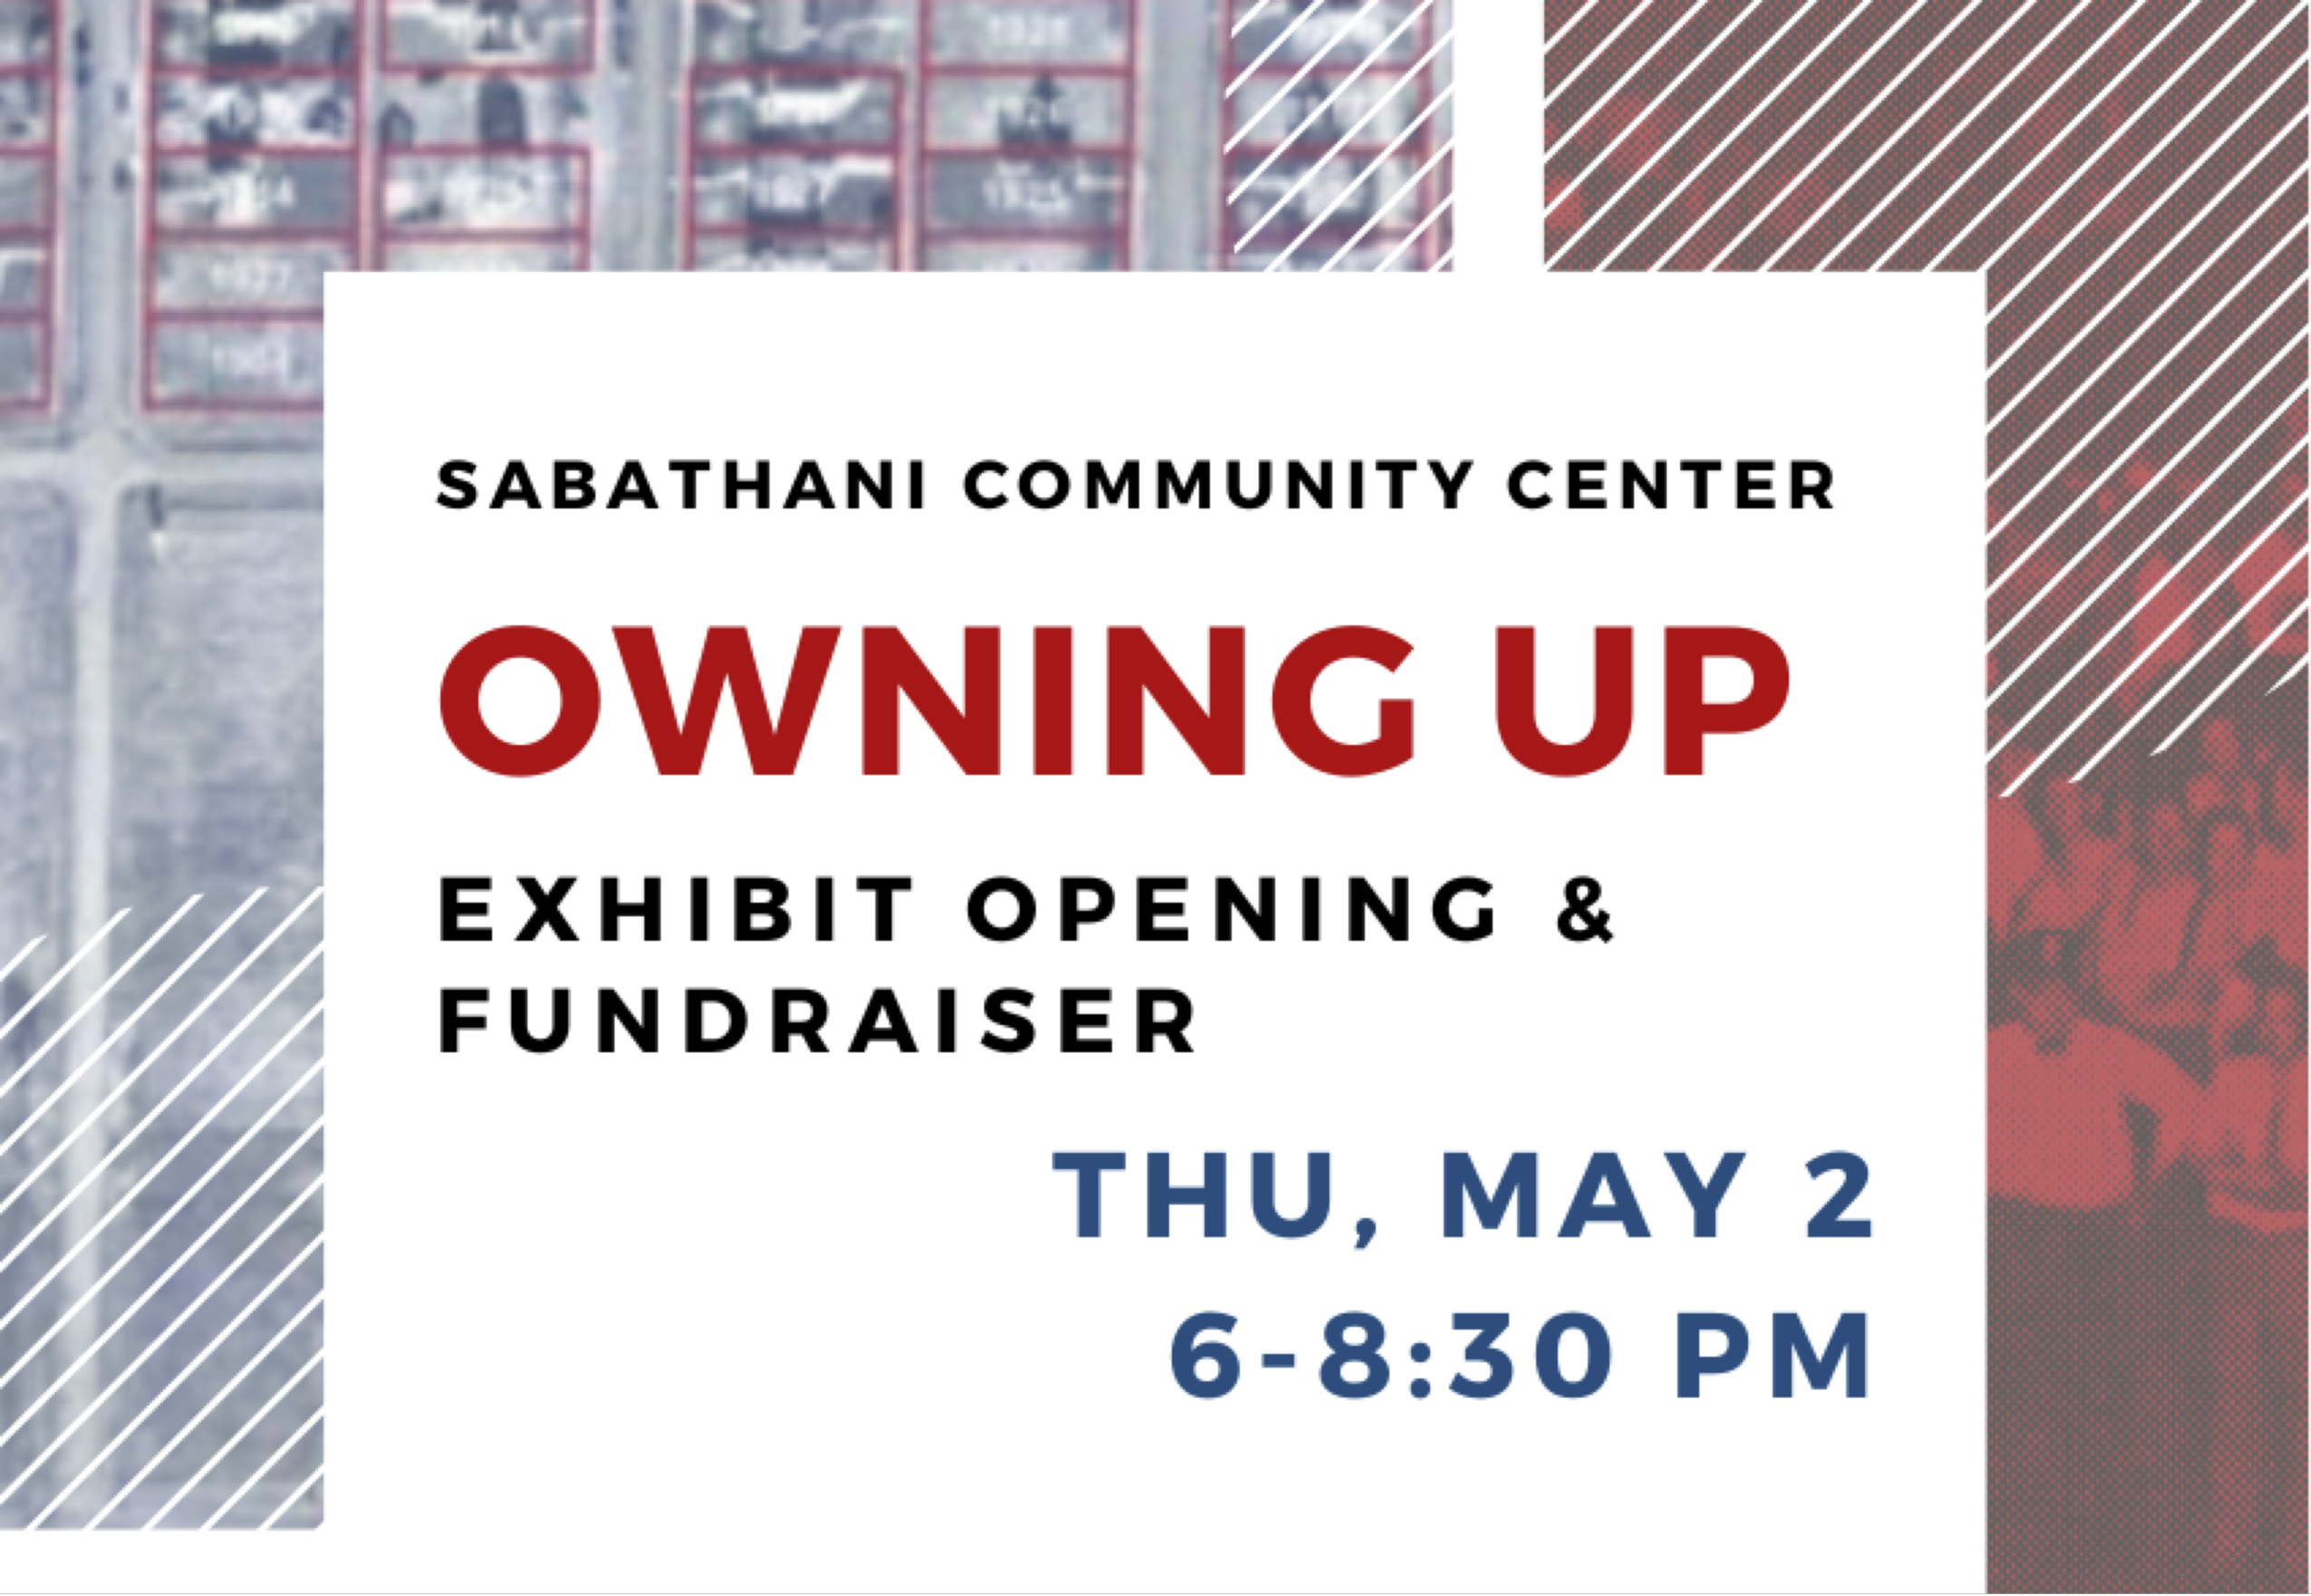 SABATHANI COMMUNITY CENTER
OWNING UP
EXHIBIT OPENING &
FUNDRAISER
THU, MAY 2
6-8:30 PM